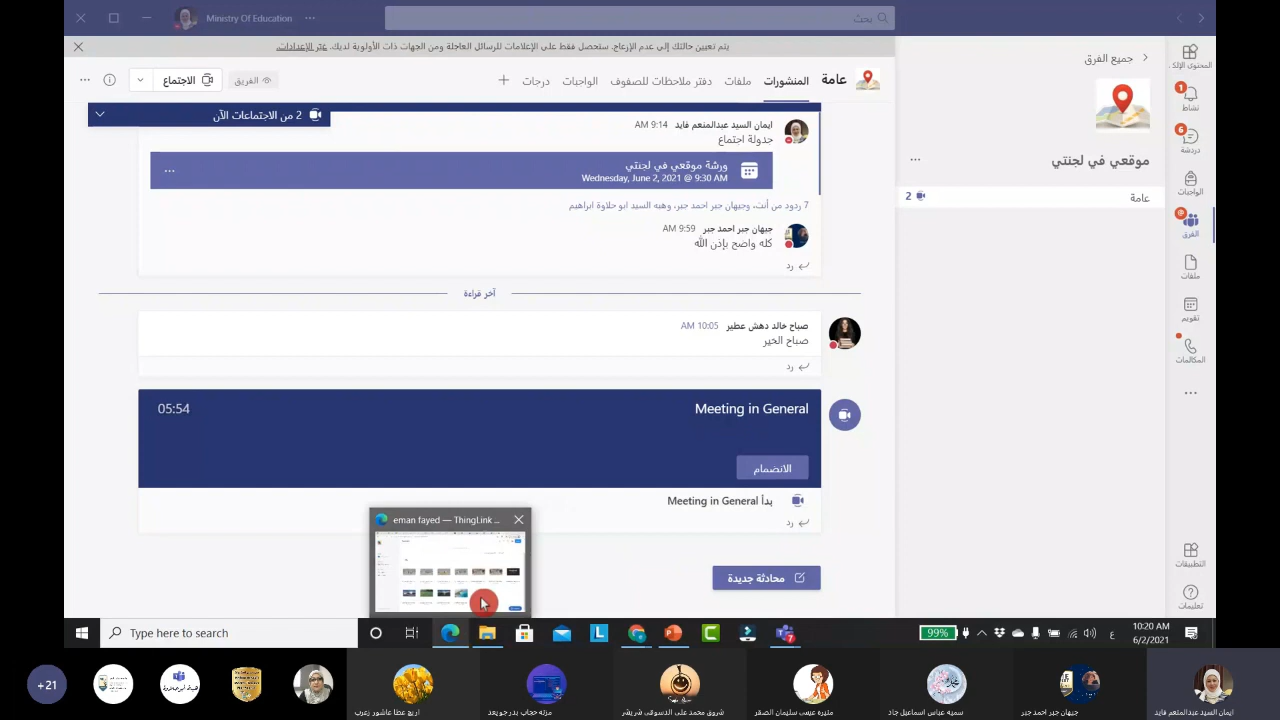 Ministry Of Education
بحث
يتم تعيين حالتك إلى عدم الإزعاج. ستحصل فقط على الإعلامات للرسائل العاجلة ومن الجهات ذات الأولوية لديك. غيّر الإعدادات.
جميع الفرق
موقعي في لجنتي
عامة
2
المحتوى الإلك...
نشاط
1
دردشة
6
الواجبات
الفرق
ملفات
تقويم
المكالمات
التطبيقات
تعليمات
عامة المنشورات ملفات دفتر ملاحظات للصفوف الواجبات درجات
الفريق
الاجتماع
2 من الاجتماعات الآن
ايمان السيد عبدالمنعم فايد 9:14 AM
جدولة اجتماع
ورشة موقعي في لجنتي
Wednesday, June 2, 2021 @ 9:30 AM
7 ردود من أنت، وجيهان جبر احمد جبر، وهبه السيد ابو حلاوة ابراهيم
جيهان جبر احمد جبر 9:59 AM
كله واضح بإذن الله
رد
آخر قراءة
صباح خالد دهش عطير 10:05 AM
صباح الخير
رد
Meeting in General
05:54
الانضمام
بدأ Meeting in General
رد
eman fayed — ThingLink ...
محادثة جديدة
Type here to search
99%
ع
10:20 AM
6/2/2021
+21
اريج عطا عاشور زعرب
مزنه حجاب بدر جويعد
شروق محمد على الدسوقى شريشر
منيرة عيسى سليمان الصقر
سميه عباس اسماعيل جاد
جيهان جبر احمد جبر
ايمان السيد عبدالمنعم فايد